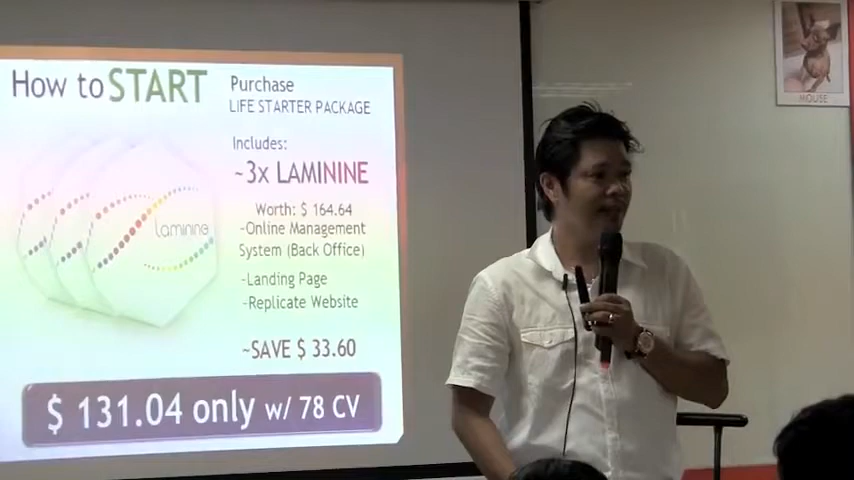 How to START
Purchase
LIFE STARTER PACKAGE
Includes:
~3x LAMININE
Worth: $ 164.64
~Online Management
System (Back Office)
~Landing Page
~Replicate Website
~SAVE $ 33.60
Laminine
$ 131.04 only w/ 78 CV
MOUSE